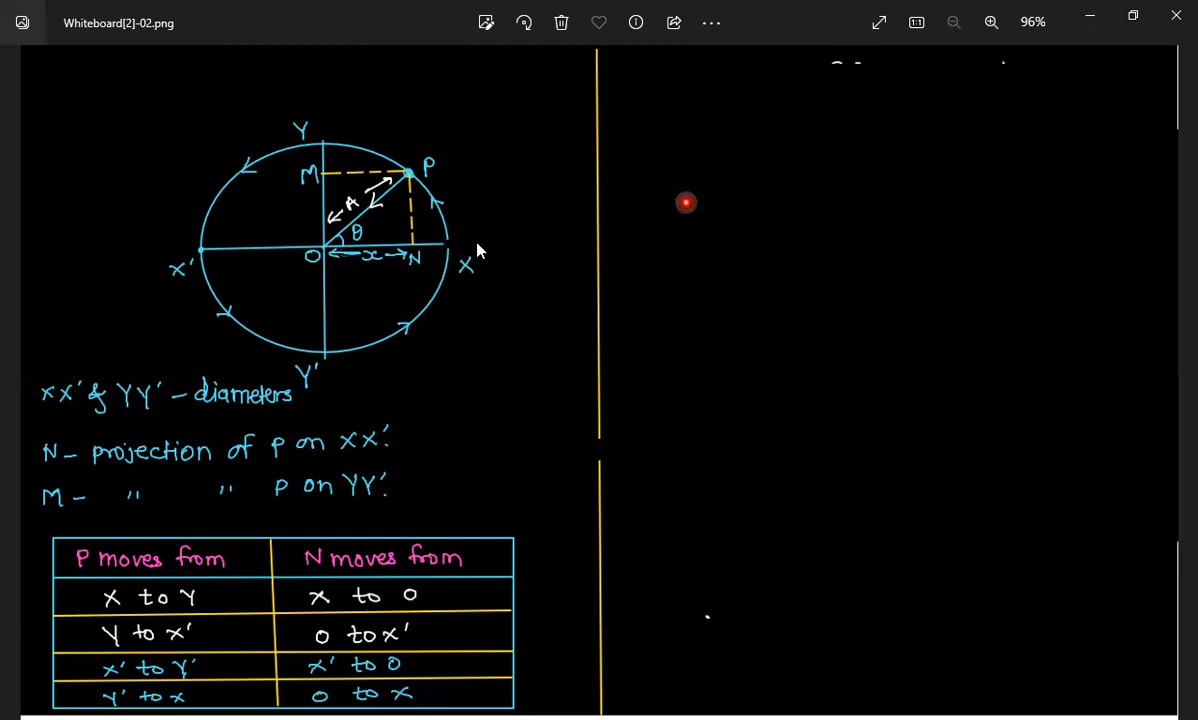 Whiteboard[2]-02.png
96%
Y
M
P
A
θ
O
x
N
X'
X
Y'
XX' & YY' - diameters
N - projection of P on XX'.
M - " " P on YY'.
P moves from N moves from
X to Y X to O
Y to X' O to X'
X' to Y' X' to O
Y' to X O to X